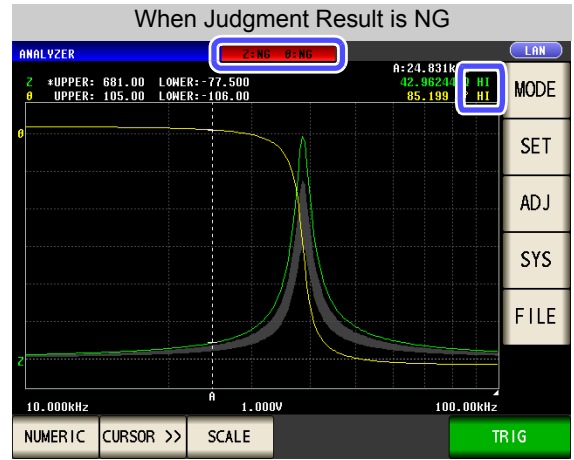 When Judgment Result is NG
ANALYZER Z:NG θ:NG LAN
A:24.831k
Z *UPPER: 681.00 LOWER:-77.500 42.96244 Ω HI
θ UPPER: 105.00 LOWER:-106.00 85.199 ° HI
MODE
θ
SET
ADJ
SYS
FILE
Z
A
10.000kHz 1.000V 100.00kHz
NUMERIC CURSOR >> SCALE TRIG